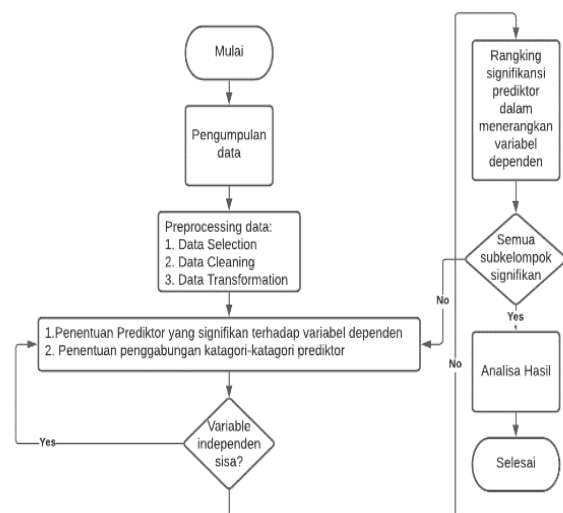 Mulai
Pengumpulan
data
Preprocessing data:
1. Data Selection
2. Data Cleaning
3. Data Transformation
1.Penentuan Prediktor yang signifikan terhadap variabel dependen
2. Penentuan penggabungan katagori-katagori prediktor
Variable
independen
sisa?
Yes
No
Rangking
signifikansi
prediktor
dalam
menerangkan
variabel
dependen
Semua
subkelompok
signifikan
No
Yes
Analisa Hasil
Selesai